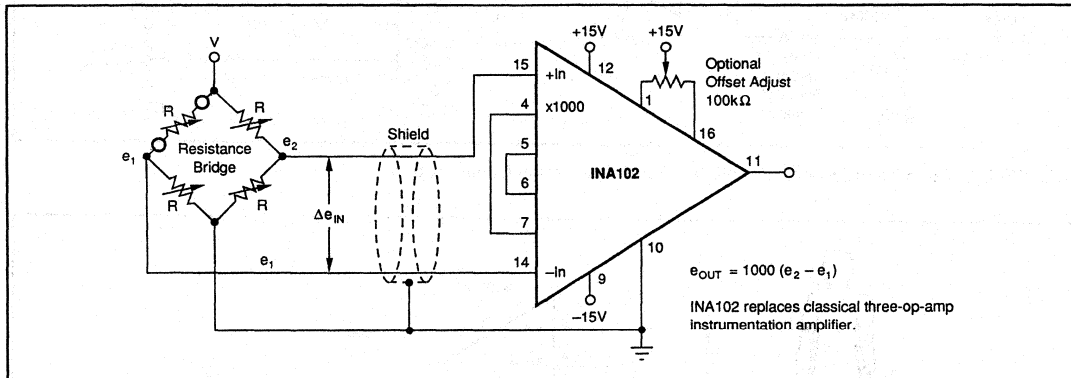 V
+15V
+15V
12
Optional
Offset Adjust
100kΩ
15
+In
1
4
x1000
16
R
R
Shield
5
11
e₁
Resistance
Bridge
e₂
INA102
6
R
R
ΔeIN
7
10
e₁
14
–In
9
–15V
eOUT = 1000 (e₂ – e₁)
INA102 replaces classical three-op-amp
instrumentation amplifier.